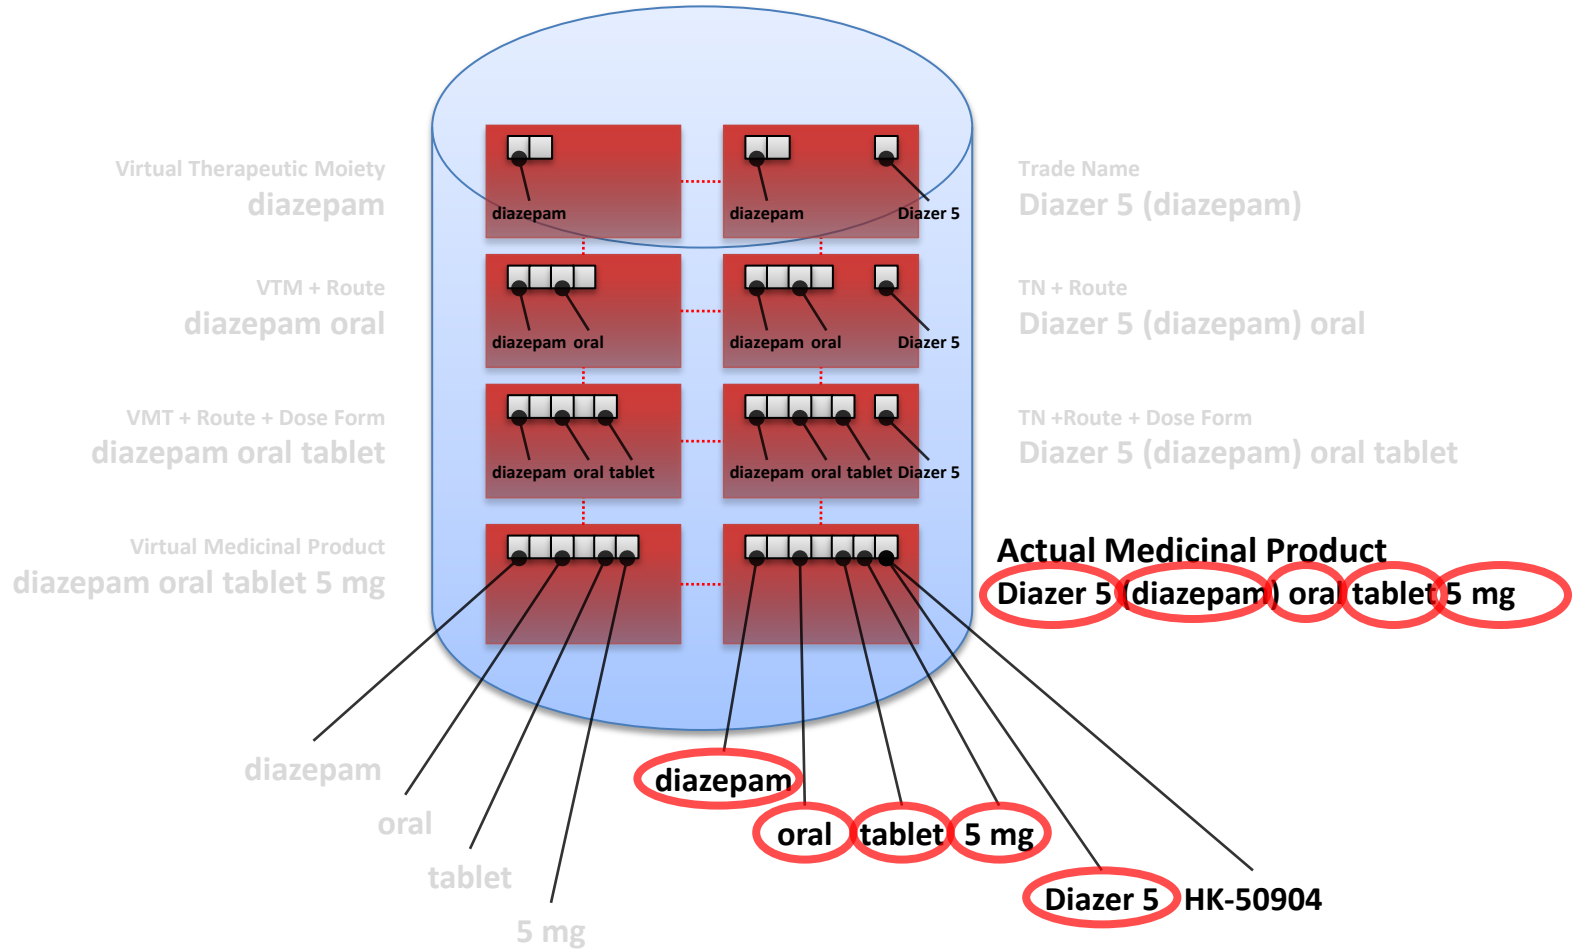 Virtual Therapeutic Moiety
diazepam
diazepam
diazepam
Diazer 5
Trade Name
Diazer 5 (diazepam)
VTM + Route
diazepam oral
diazepam oral
diazepam oral
Diazer 5
TN + Route
Diazer 5 (diazepam) oral
VMT + Route + Dose Form
diazepam oral tablet
diazepam oral tablet
diazepam oral tablet Diazer 5
TN +Route + Dose Form
Diazer 5 (diazepam) oral tablet
Virtual Medicinal Product
diazepam oral tablet 5 mg
Actual Medicinal Product
Diazer 5 (diazepam) oral tablet 5 mg
diazepam
oral
tablet
5 mg
diazepam
oral tablet 5 mg
Diazer 5 HK-50904